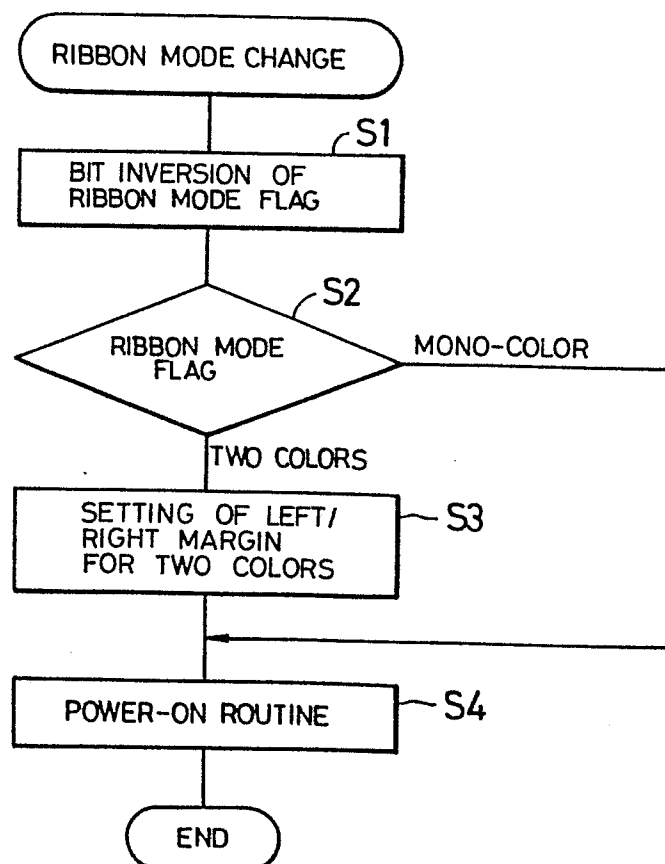 RIBBON MODE CHANGE
S1
BIT INVERSION OF
RIBBON MODE FLAG
S2
RIBBON MODE
FLAG
MONO-COLOR
TWO COLORS
SETTING OF LEFT/
RIGHT MARGIN
FOR TWO COLORS
S3
POWER-ON ROUTINE
S4
END